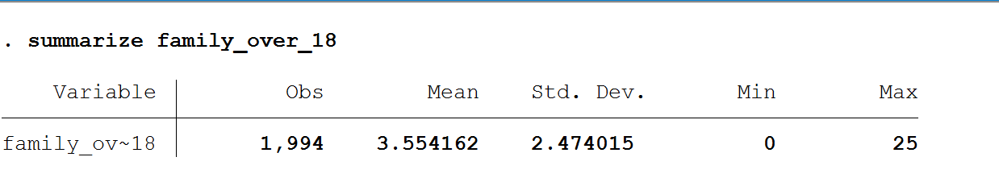 . summarize family_over_18
Variable Obs Mean Std. Dev. Min Max
family_ov~18 1,994 3.554162 2.474015 0 25